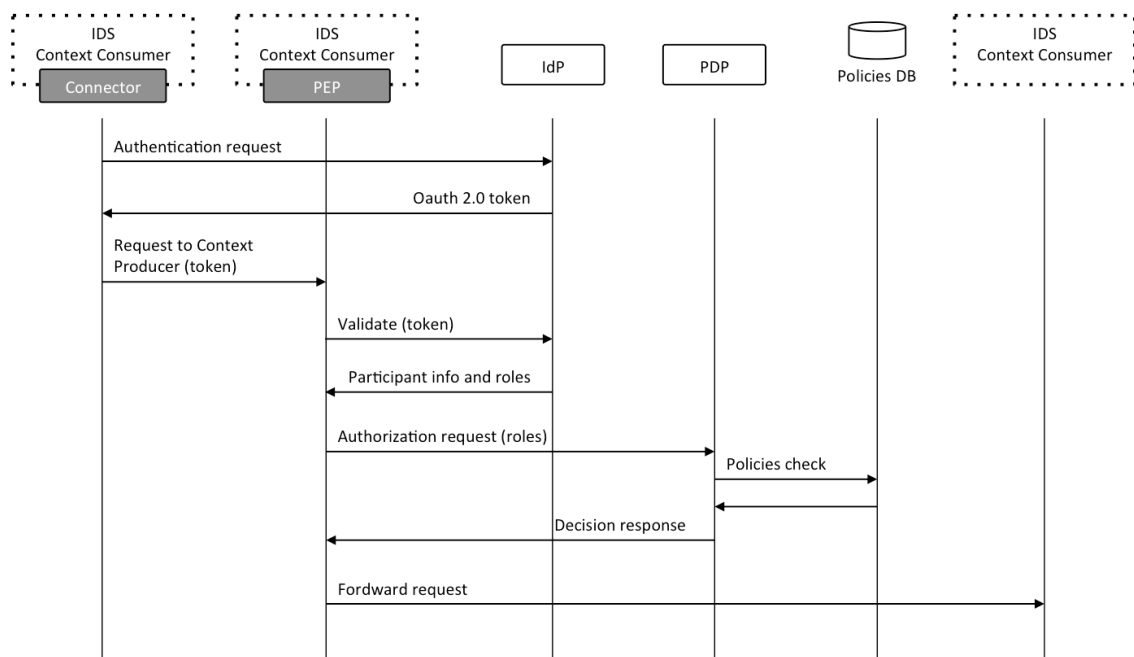 IDS
Context Consumer
Connector
IDS
Context Consumer
PEP
IdP
PDP
Policies DB
IDS
Context Consumer
Authentication request
Oauth 2.0 token
Request to Context
Producer (token)
Validate (token)
Participant info and roles
Authorization request (roles)
Policies check
Decision response
Fordward request